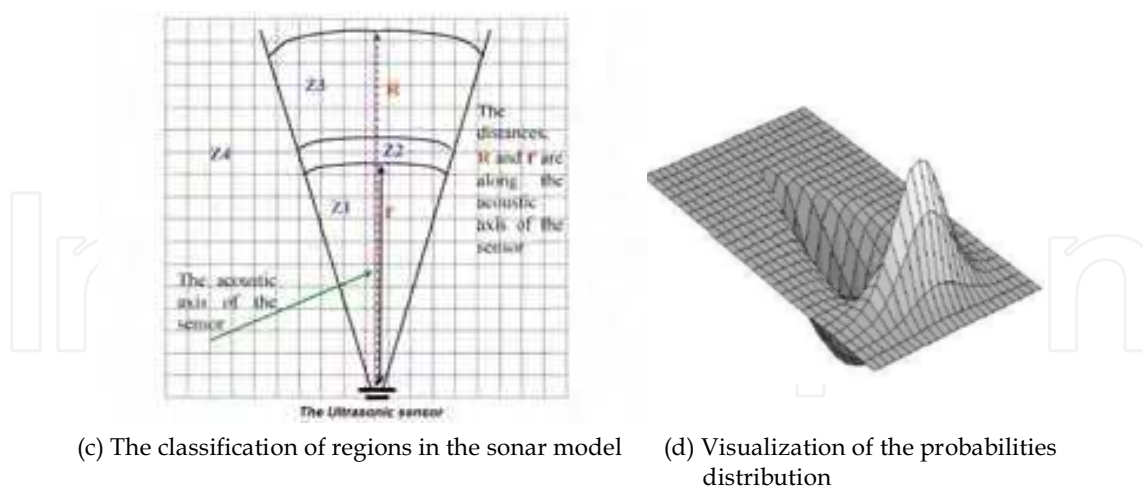 Z3
R
Z4
Z2
Z1
r
The
distances,
R and r are
along the
acoustic
axis of the
sensor
The acoustic
axis of the
sensor
The Ultrasonic sensor
(c) The classification of regions in the sonar model
(d) Visualization of the probabilities
distribution